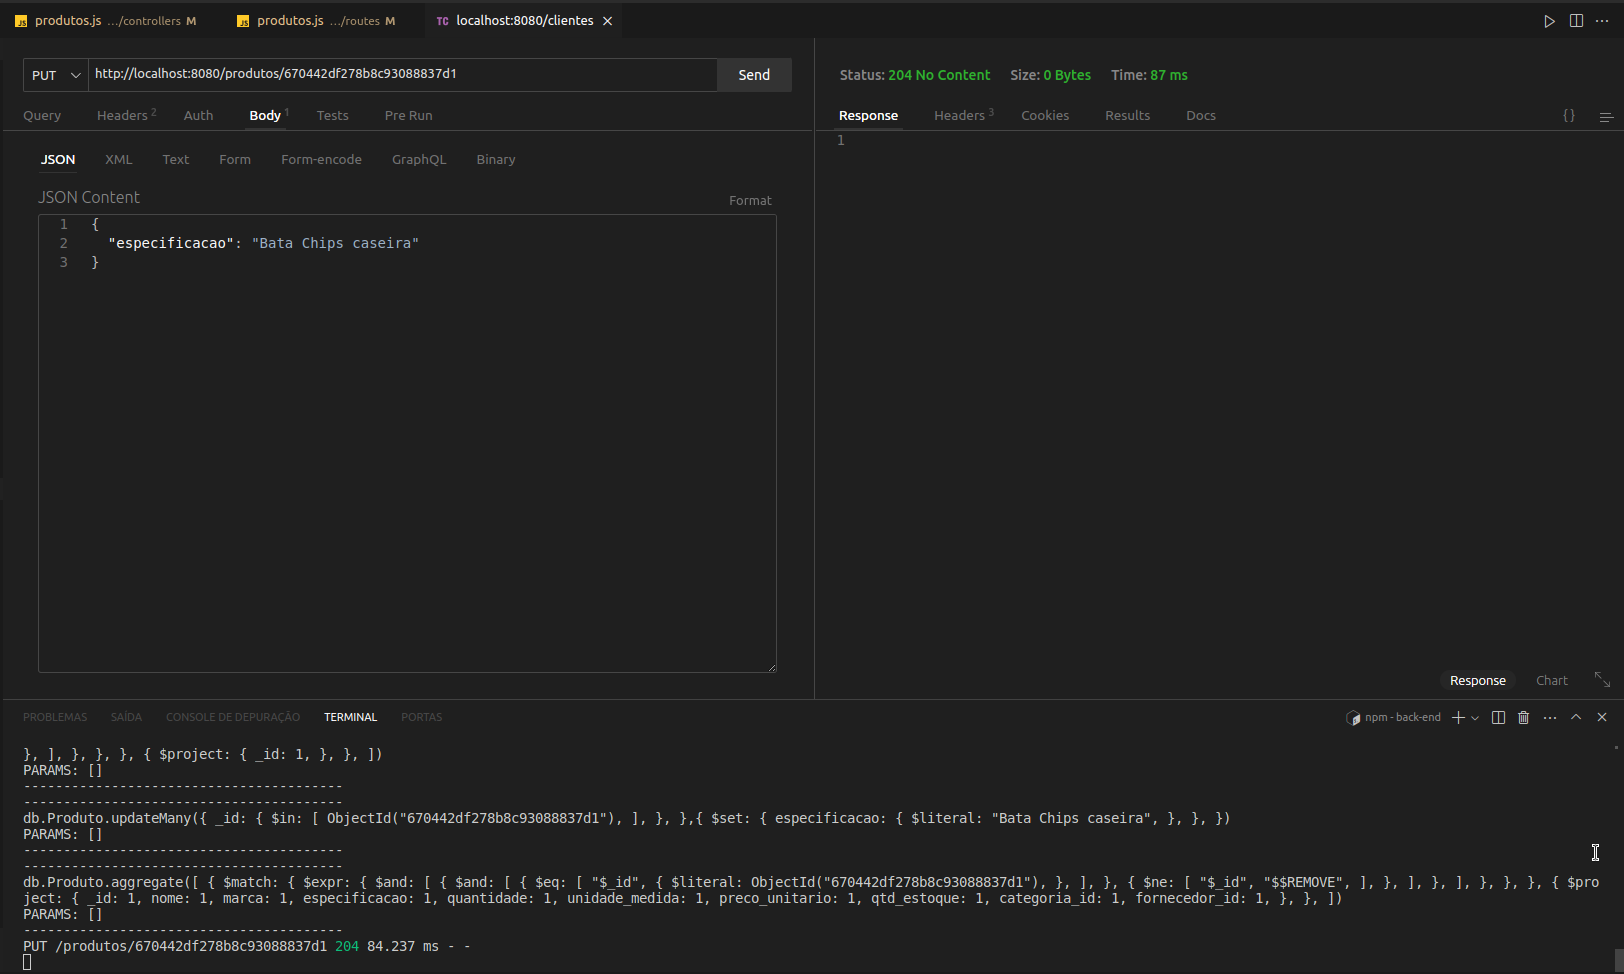 JS produtos.js .../controllers M
JS produtos.js .../routes M
TC localhost:8080/clientes
PUT http://localhost:8080/produtos/670442df278b8c93088837d1 Send
Query Headers 2 Auth Body 1 Tests Pre Run
JSON XML Text Form Form-encode GraphQL Binary
JSON Content
Format
1 {
2 "especificacao": "Bata Chips caseira"
3 }
Status: 204 No Content Size: 0 Bytes Time: 87 ms
Response Headers 3 Cookies Results Docs {}
1
Response Chart
PROBLEMAS SAÍDA CONSOLE DE DEPURAÇÃO TERMINAL PORTAS
npm - back-end
}, ], }, }, }, { $project: { _id: 1, }, }, ])
PARAMS: []
----------------------------------------
----------------------------------------
db.Produto.updateMany({ _id: { $in: [ ObjectId("670442df278b8c93088837d1"), ], }, },{ $set: { especificacao: { $literal: "Bata Chips caseira", }, }, })
PARAMS: []
----------------------------------------
----------------------------------------
db.Produto.aggregate([ { $match: { $expr: { $and: [ { $and: [ { $eq: [ "$_id", { $literal: ObjectId("670442df278b8c93088837d1"), }, ], }, { $ne: [ "$_id", "$$REMOVE", ], }, ], }, ], }, }, }, { $pro
ject: { _id: 1, nome: 1, marca: 1, especificacao: 1, quantidade: 1, unidade_medida: 1, preco_unitario: 1, qtd_estoque: 1, categoria_id: 1, fornecedor_id: 1, }, }, ])
PARAMS: []
----------------------------------------
PUT /produtos/670442df278b8c93088837d1 204 84.237 ms - -